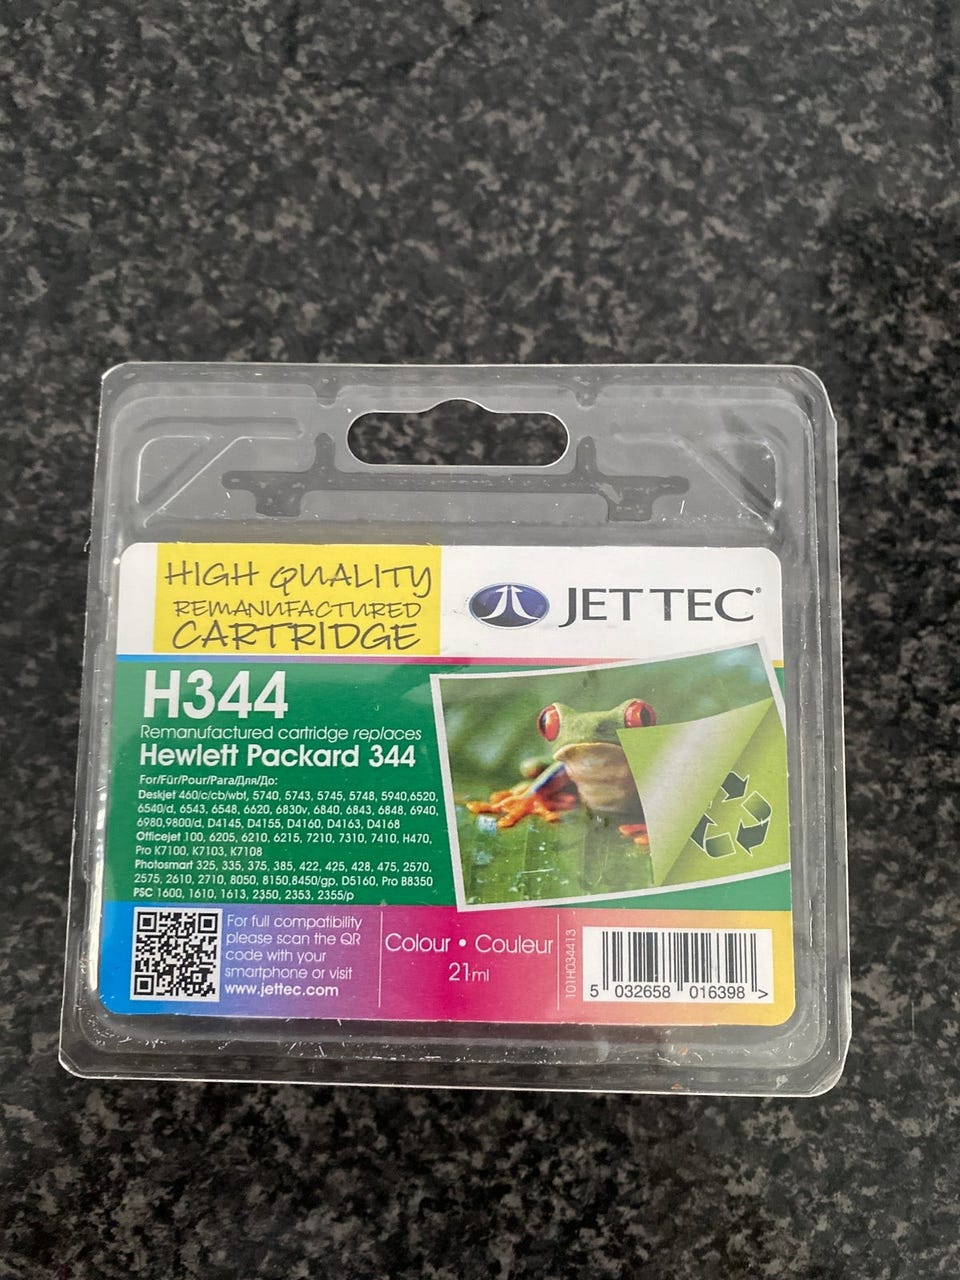 HIGH QUALITY
REMANUFACTURED
CARTRIDGE
JET TEC®
H344
Remanufactured cartridge replaces
Hewlett Packard 344
For/Für/Pour/Para/Для/До:
Deskjet 460/c/cb/wbt, 5740, 5743, 5745, 5748, 5940,6520,
6540/d, 6543, 6548, 6620, 6830v, 6840, 6843, 6848, 6940,
6980,9800/d, D4145, D4155, D4160, D4163, D4168
Officejet 100, 6205, 6210, 6215, 7210, 7310, 7410, H470,
Pro K7100, K7103, K7108
Photosmart 325, 335, 375, 385, 422, 425, 428, 475, 2570,
2575, 2610, 2710, 8050, 8150,8450/gp, D5160, Pro B8350
PSC 1600, 1610, 1613, 2350, 2353, 2355/p
For full compatibility
please scan the QR
code with your
smartphone or visit
www.jettec.com
Colour • Couleur
21ml
101H034413
5 032658 016398 >